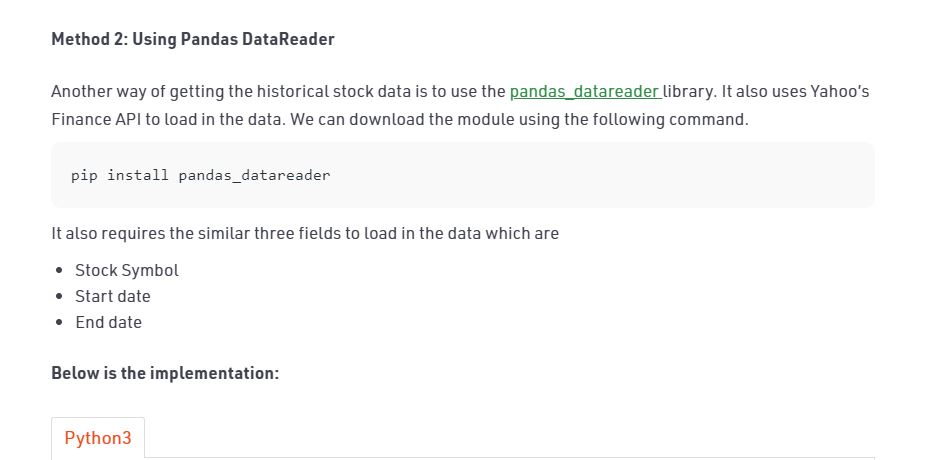 Method 2: Using Pandas DataReader
Another way of getting the historical stock data is to use the pandas_datareader library. It also uses Yahoo's
Finance API to load in the data. We can download the module using the following command.
pip install pandas_datareader
It also requires the similar three fields to load in the data which are
• Stock Symbol
• Start date
• End date
Below is the implementation:
Python3